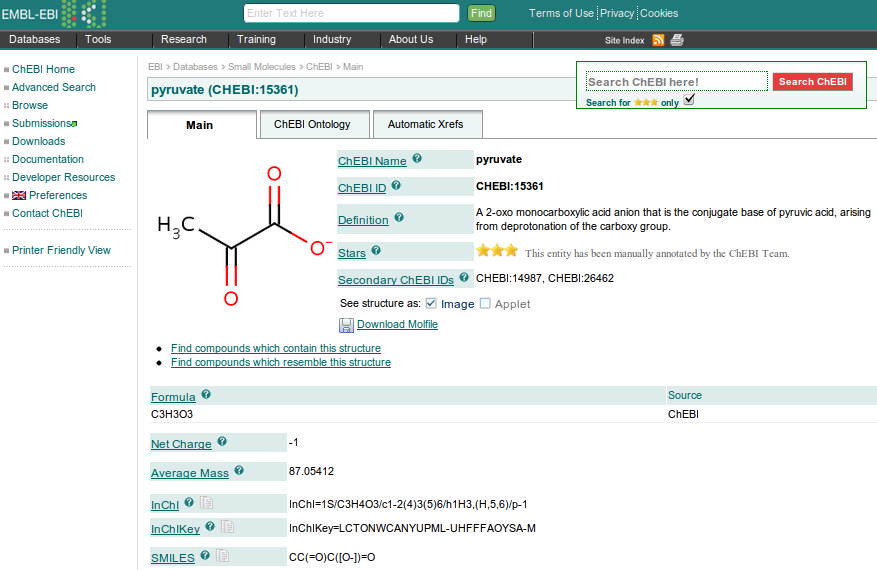 EMBL-EBI
Enter Text Here
Find
Terms of Use
Privacy
Cookies
Databases
Tools
Research
Training
Industry
About Us
Help
Site Index
ChEBI Home
Advanced Search
Browse
Submissions
Downloads
Documentation
Developer Resources
Preferences
Contact ChEBI
Printer Friendly View
EBI > Databases > Small Molecules > ChEBI > Main
pyruvate (CHEBI:15361)
Search ChEBI here!
Search ChEBI
Search for only
Main
ChEBI Ontology
Automatic Xrefs
O
H3C
O−
O
ChEBI Name ? pyruvate
ChEBI ID ? CHEBI:15361
Definition ? A 2-oxo monocarboxylic acid anion that is the conjugate base of pyruvic acid, arising
from deprotonation of the carboxy group.
Stars ? This entity has been manually annotated by the ChEBI Team.
Secondary ChEBI IDs ? CHEBI:14987, CHEBI:26462
See structure as: Image Applet
Download Molfile
Find compounds which contain this structure
Find compounds which resemble this structure
Formula ? Source
C3H3O3 ChEBI
Net Charge ? -1
Average Mass ? 87.05412
InChI ? InChI=1S/C3H4O3/c1-2(4)3(5)6/h1H3,(H,5,6)/p-1
InChIKey ? InChIKey=LCTONWCANYUPML-UHFFFAOYSA-M
SMILES ? CC(=O)C([O-])=O